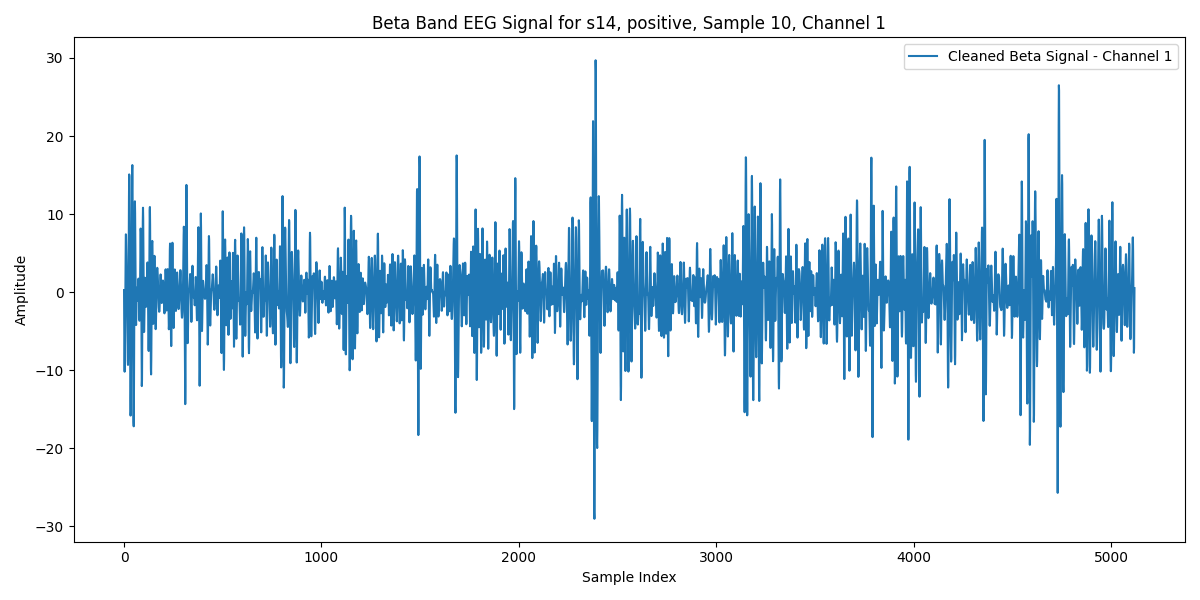 Beta Band EEG Signal for s14, positive, Sample 10, Channel 1
Cleaned Beta Signal - Channel 1
30
20
10
0
−10
−20
−30
Amplitude
0 1000 2000 3000 4000 5000
Sample Index